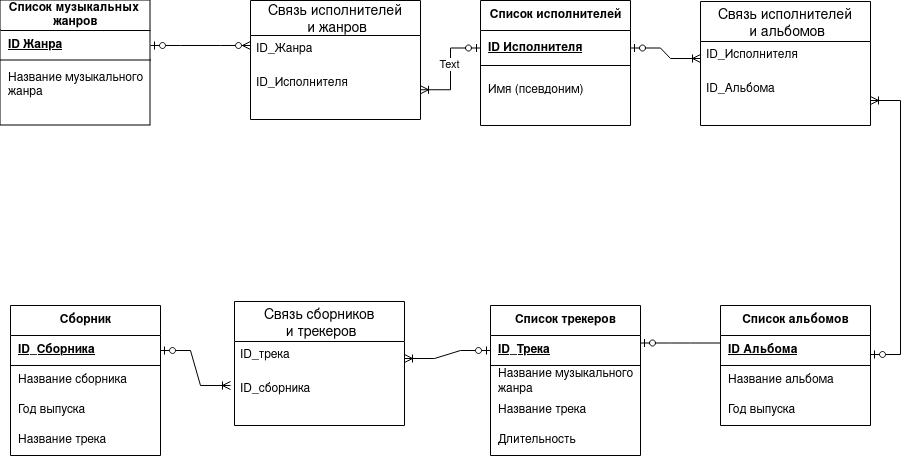 Список музыкальных
жанров
ID Жанра
Название музыкального
жанра
Связь исполнителей
и жанров
ID_Жанра
ID_Исполнителя
Text
Список исполнителей
ID Исполнителя
Имя (псевдоним)
Связь исполнителей
и альбомов
ID_Исполнителя
ID_Альбома
Сборник
ID_Сборника
Название сборника
Год выпуска
Название трека
Связь сборников
и трекеров
ID_трека
ID_сборника
Список трекеров
ID_Трека
Название музыкального
жанра
Название трека
Длительность
Список альбомов
ID Альбома
Название альбома
Год выпуска